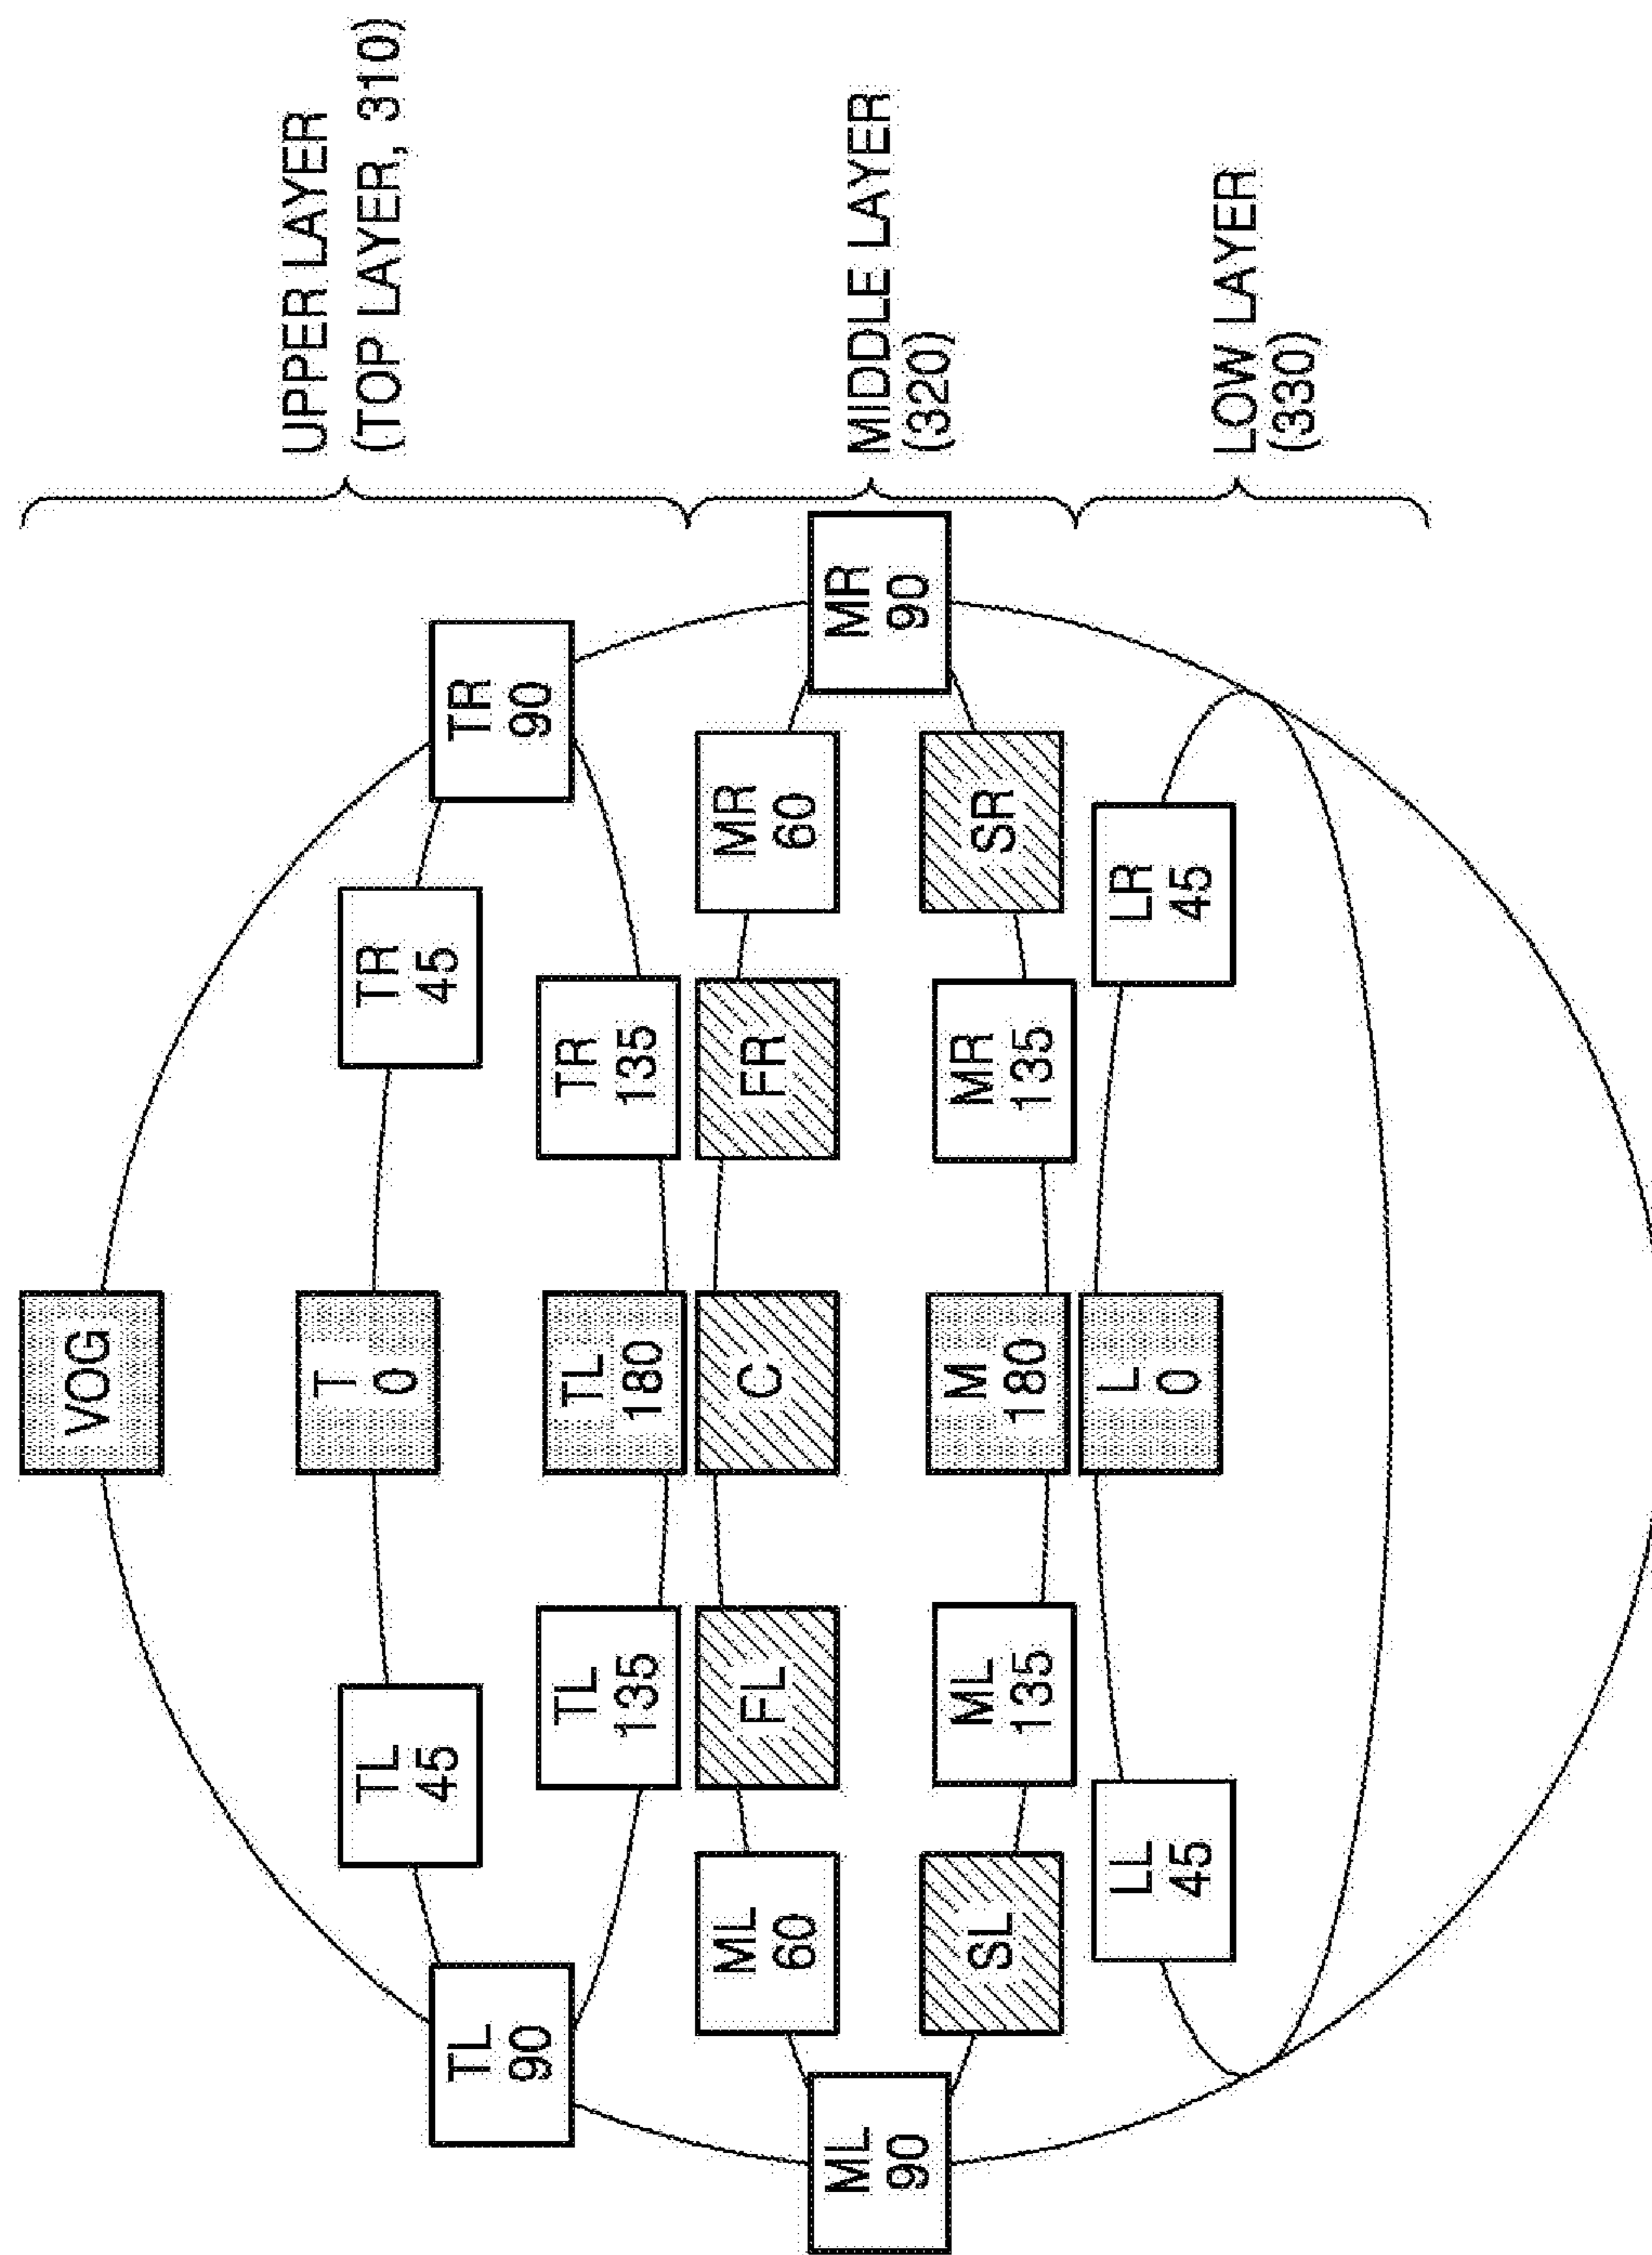 VOG
TL
90
TL
45
T
0
TR
45
TR
90
TL
135
TL
180
TR
135
ML
90
ML
60
FL
C
FR
MR
60
MR
90
SL
ML
135
M
180
MR
135
SR
LL
45
L
0
LR
45
UPPER LAYER
(TOP LAYER, 310)
MIDDLE LAYER
(320)
LOW LAYER
(330)